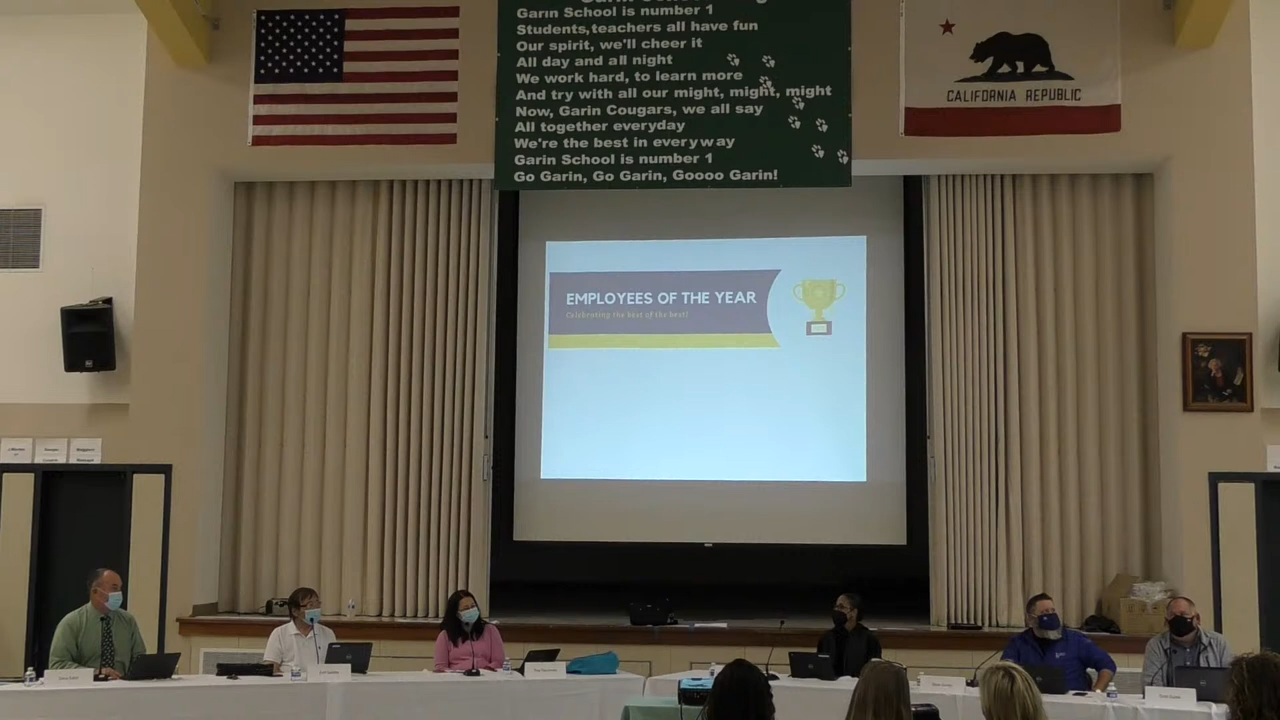 Garin School is number 1
Students, teachers all have fun
Our spirit, we'll cheer it
All day and all night
We work hard, to learn more
And try with all our might, might, might
Now, Garin Cougars, we all say
All together everyday
We're the best in everyway
Garin School is number 1
Go Garin, Go Garin, Goooo Garin!
CALIFORNIA REPUBLIC
EMPLOYEES OF THE YEAR
Celebrating the best of the best!